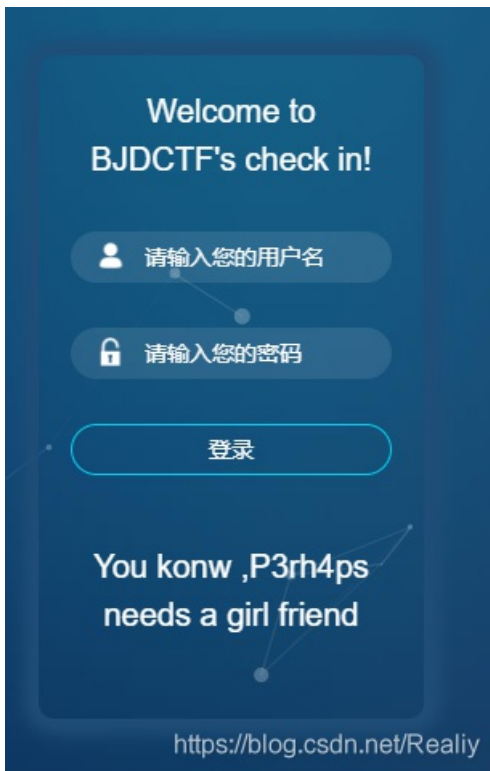 Welcome to
BJDCTF's check in!
请输入您的用户名
请输入您的密码
登录
You konw ,P3rh4ps
needs a girl friend
https://blog.csdn.net/Realiy